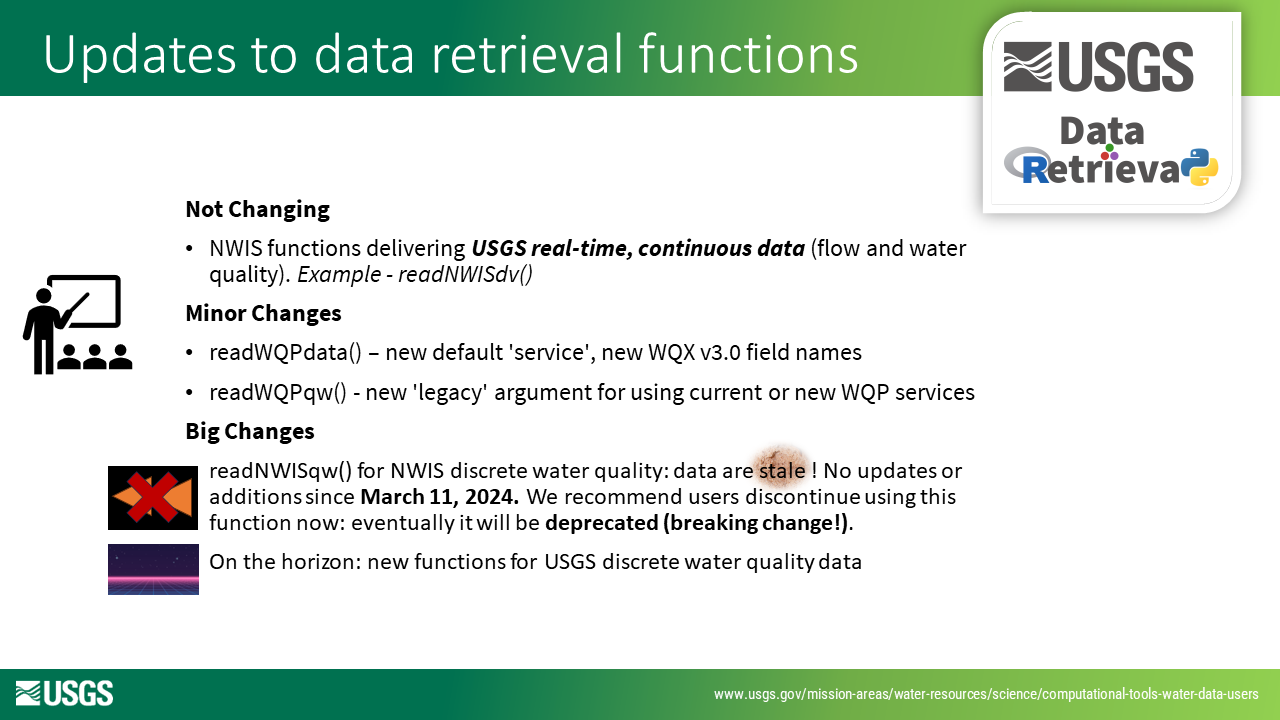 Updates to data retrieval functions
USGS
Data
Retrieva
Not Changing
• NWIS functions delivering USGS real-time, continuous data (flow and water
quality). Example - readNWISdv()
Minor Changes
• readWQPdata() – new default 'service', new WQX v3.0 field names
• readWQPqw() - new 'legacy' argument for using current or new WQP services
Big Changes
readNWISqw() for NWIS discrete water quality: data are stale ! No updates or
additions since March 11, 2024. We recommend users discontinue using this
function now: eventually it will be deprecated (breaking change!).
On the horizon: new functions for USGS discrete water quality data
USGS
www.usgs.gov/mission-areas/water-resources/science/computational-tools-water-data-users